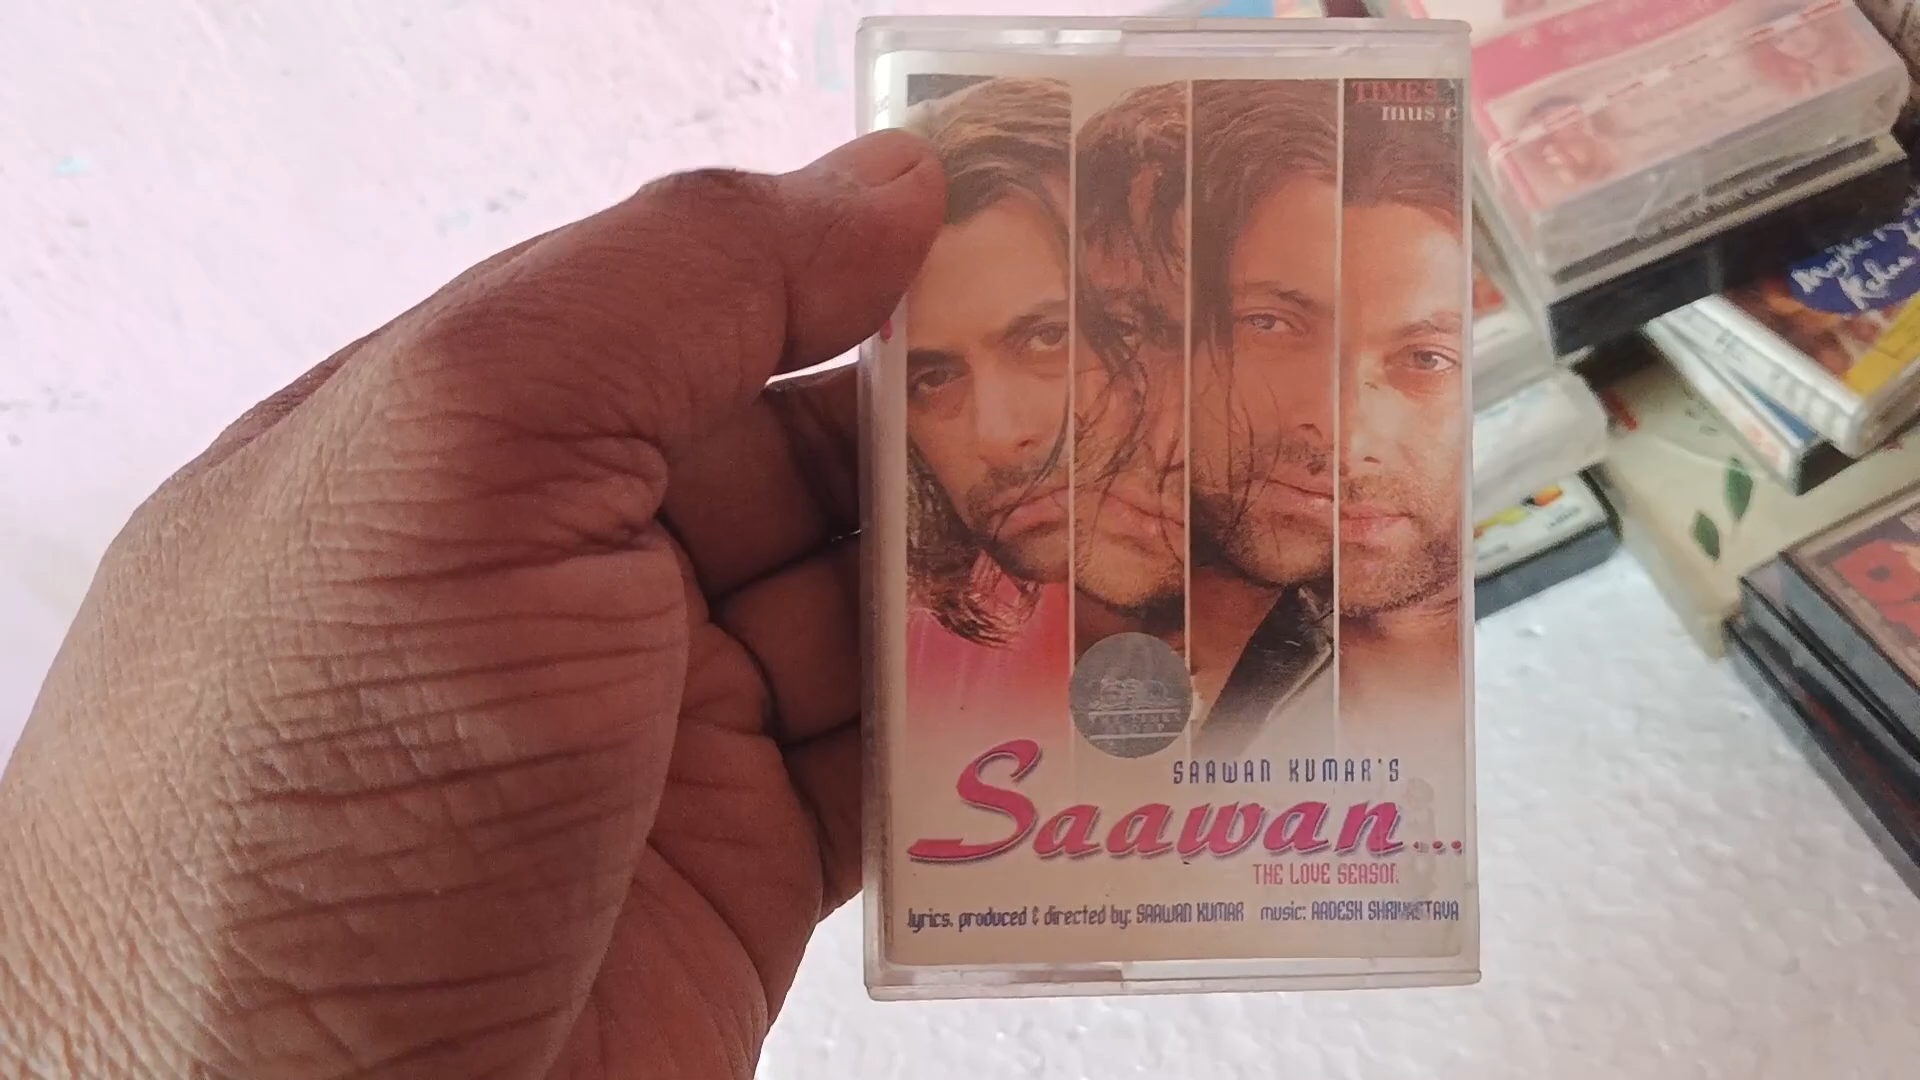 TIMES
music
SAAWAN KUMAR'S
Saawan...
THE LOVE SEASON
lyrics, produced & directed by: SAAWAN KUMAR music: AADESH SHRIVASTAVA